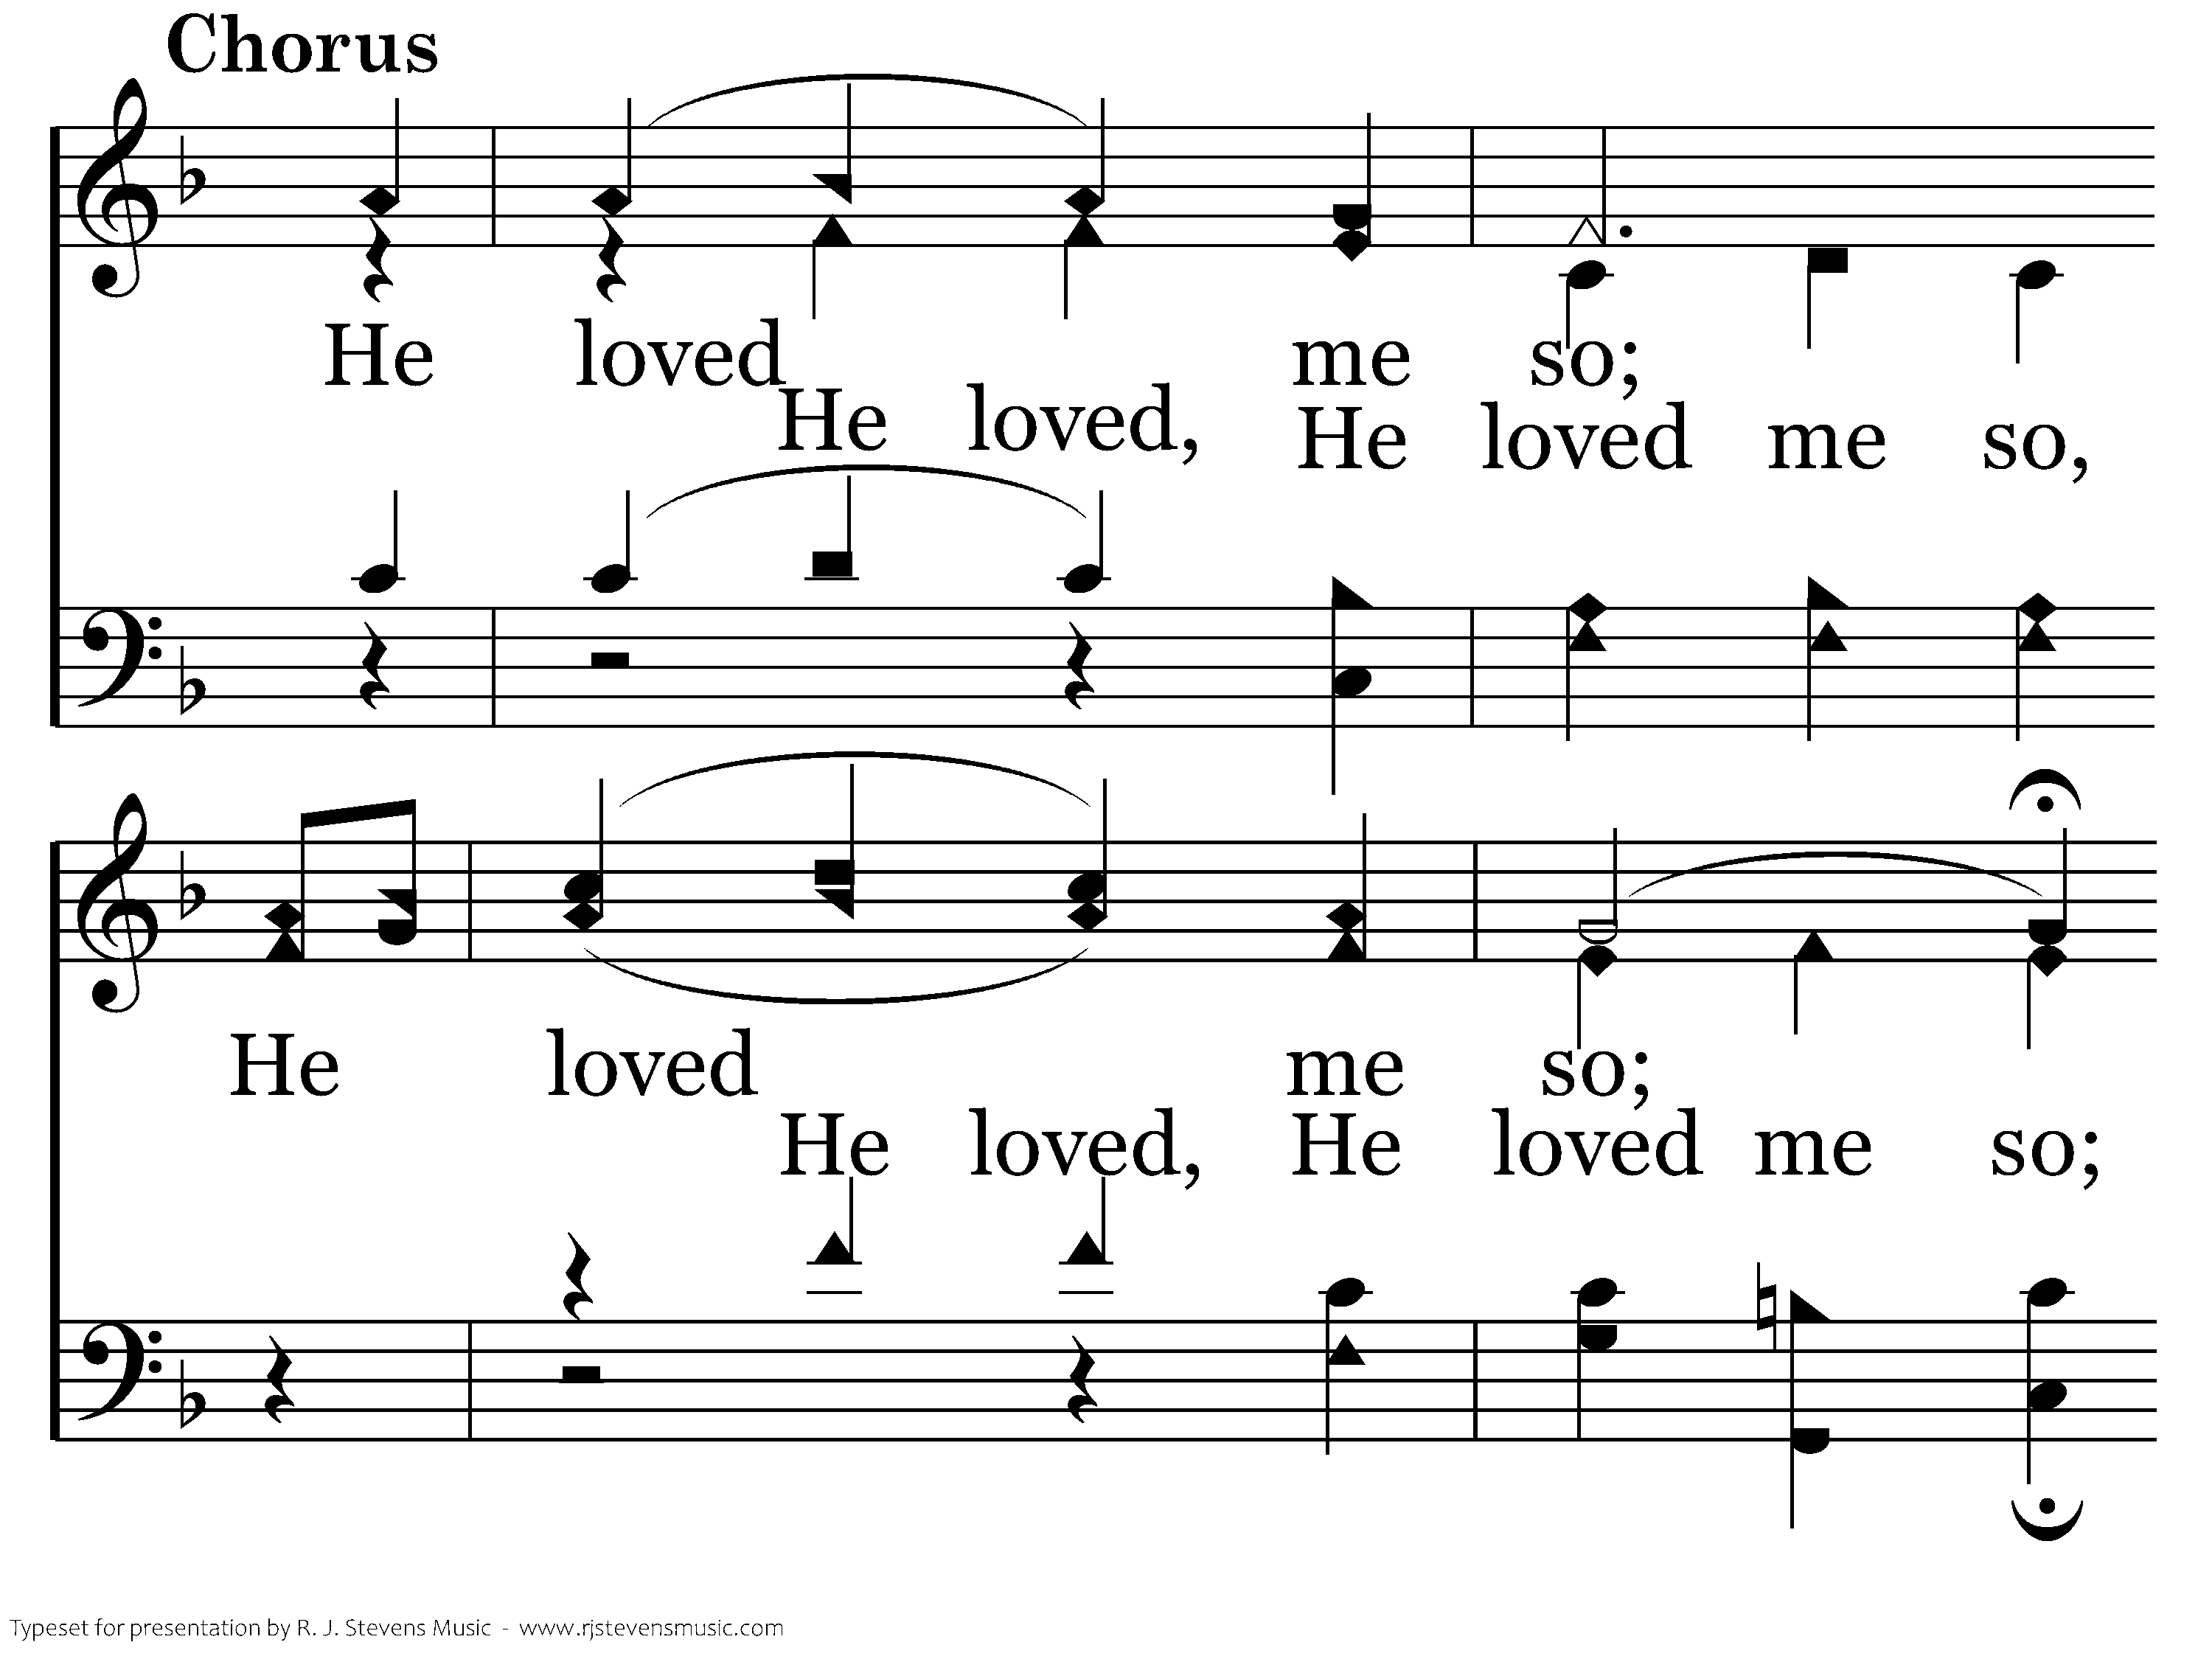 Chorus
He loved me so;
He loved, He loved me so,
He loved me so;
He loved, He loved me so;
Typeset for presentation by R. J. Stevens Music - www.rjstevensmusic.com